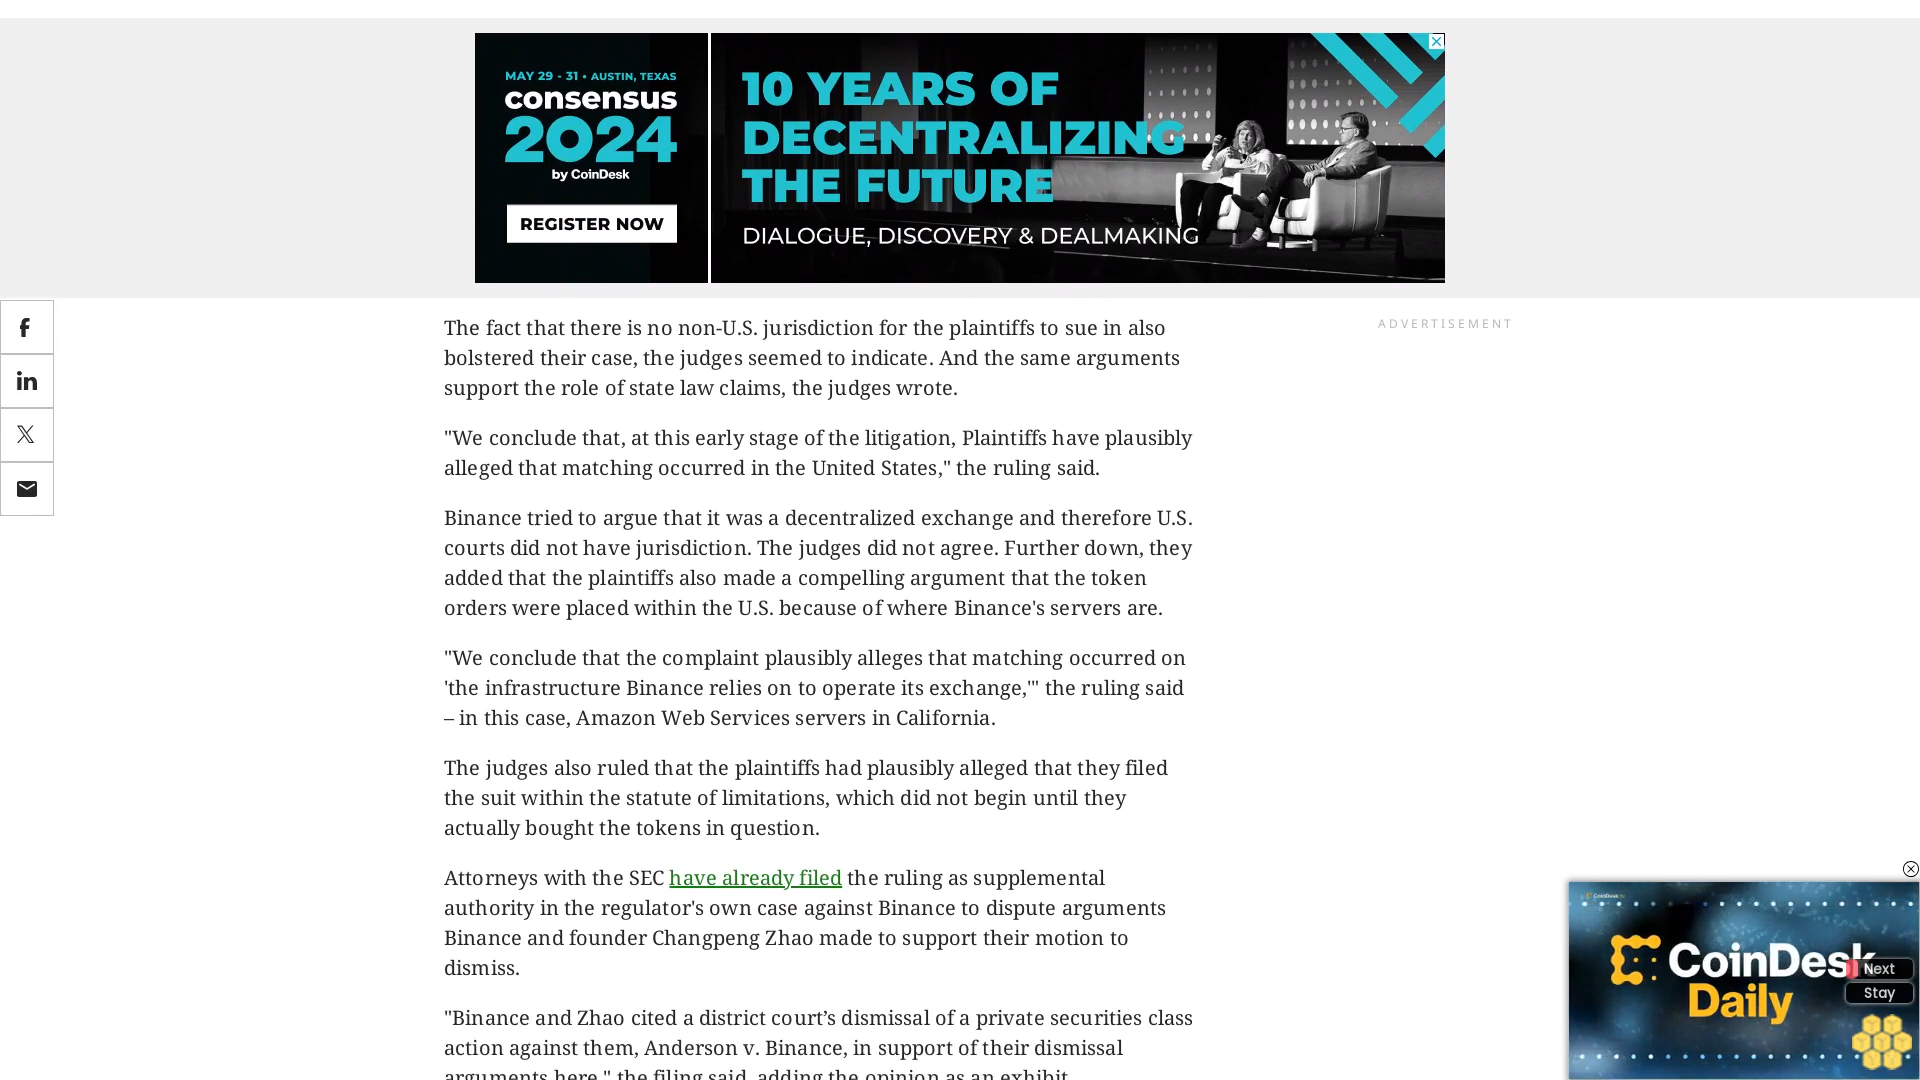 MAY 29 - 31 • AUSTIN, TEXAS
consensus
2024
by CoinDesk
REGISTER NOW
10 YEARS OF
DECENTRALIZING
THE FUTURE
DIALOGUE, DISCOVERY & DEALMAKING
The fact that there is no non-U.S. jurisdiction for the plaintiffs to sue in also
bolstered their case, the judges seemed to indicate. And the same arguments
support the role of state law claims, the judges wrote.
"We conclude that, at this early stage of the litigation, Plaintiffs have plausibly
alleged that matching occurred in the United States," the ruling said.
Binance tried to argue that it was a decentralized exchange and therefore U.S.
courts did not have jurisdiction. The judges did not agree. Further down, they
added that the plaintiffs also made a compelling argument that the token
orders were placed within the U.S. because of where Binance's servers are.
"We conclude that the complaint plausibly alleges that matching occurred on
'the infrastructure Binance relies on to operate its exchange,'" the ruling said
– in this case, Amazon Web Services servers in California.
The judges also ruled that the plaintiffs had plausibly alleged that they filed
the suit within the statute of limitations, which did not begin until they
actually bought the tokens in question.
Attorneys with the SEC have already filed the ruling as supplemental
authority in the regulator's own case against Binance to dispute arguments
Binance and founder Changpeng Zhao made to support their motion to
dismiss.
"Binance and Zhao cited a district court’s dismissal of a private securities class
action against them, Anderson v. Binance, in support of their dismissal
arguments here," the filing said, adding the opinion as an exhibit.
ADVERTISEMENT
CoinDesk
Daily
Next
Stay